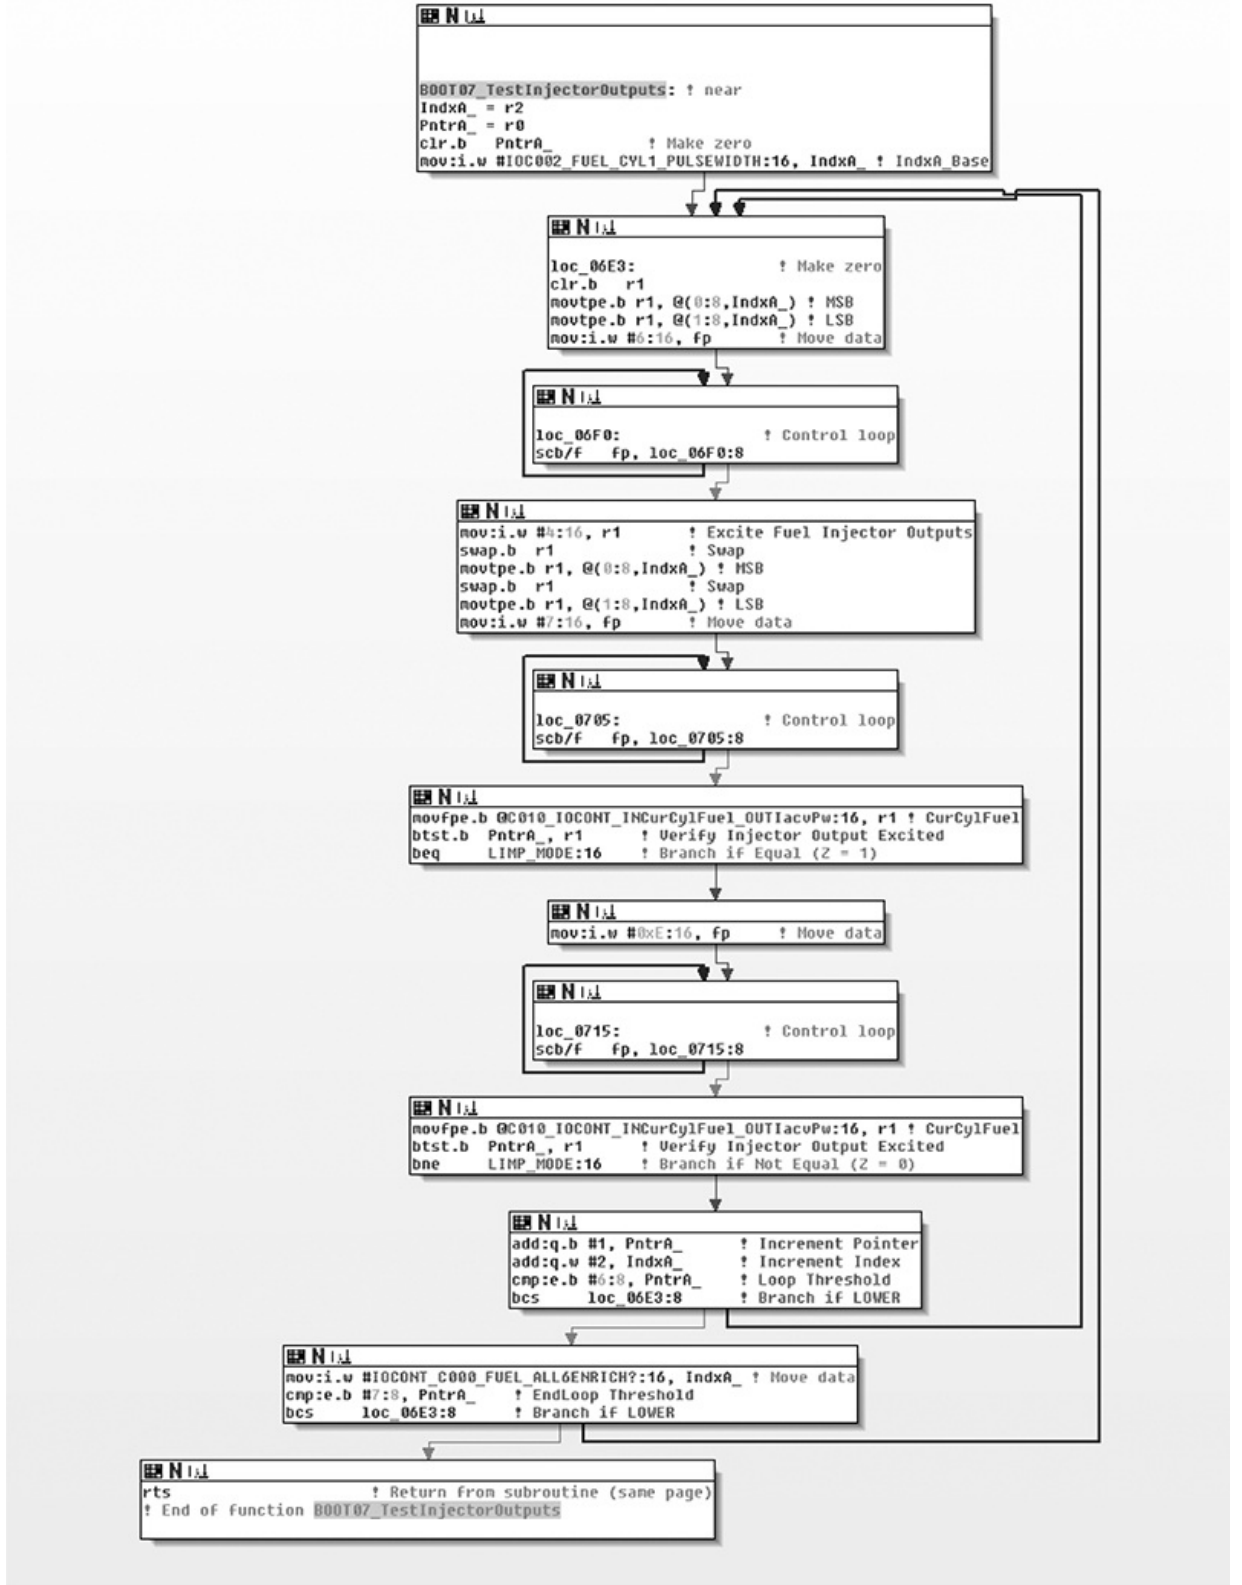 BOOT07_TestInjectorOutputs: ! near
IndxA_ = r2
PntrA_ = r0
clr.b PntrA_ ! Make zero
mov:i.w #IOC002_FUEL_CYL1_PULSEWIDTH:16, IndxA_ ! IndxA_Base
loc_06E3: ! Make zero
clr.b r1
movtpe.b r1, @(0:8,IndxA_) ! MSB
movtpe.b r1, @(1:8,IndxA_) ! LSB
mov:i.w #6:16, fp ! Move data
loc_06F0: ! Control loop
scb/f fp, loc_06F0:8
mov:i.w #4:16, r1 ! Excite Fuel Injector Outputs
swap.b r1 ! Swap
movtpe.b r1, @(0:8,IndxA_) ! MSB
swap.b r1 ! Swap
movtpe.b r1, @(1:8,IndxA_) ! LSB
mov:i.w #7:16, fp ! Move data
loc_0705: ! Control loop
scb/f fp, loc_0705:8
movfpe.b @C010_IOCONT_INCurCylFuel_OUTIacvPw:16, r1 ! CurCylFuel
btst.b PntrA_, r1 ! Verify Injector Output Excited
beq LIMP_MODE:16 ! Branch if Equal (Z = 1)
mov:i.w #0xE:16, fp ! Move data
loc_0715: ! Control loop
scb/f fp, loc_0715:8
movfpe.b @C010_IOCONT_INCurCylFuel_OUTIacvPw:16, r1 ! CurCylFuel
btst.b PntrA_, r1 ! Verify Injector Output Excited
bne LIMP_MODE:16 ! Branch if Not Equal (Z = 0)
add:q.b #1, PntrA_ ! Increment Pointer
add:q.w #2, IndxA_ ! Increment Index
cmp:e.b #6:8, PntrA_ ! Loop Threshold
bcs loc_06E3:8 ! Branch if LOWER
mov:i.w #IOCONT_C000_FUEL_ALL6ENRICH?:16, IndxA_ ! Move data
cmp:e.b #7:8, PntrA_ ! EndLoop Threshold
bcs loc_06E3:8 ! Branch if LOWER
rts ! Return from subroutine (same page)
! End of function BOOT07_TestInjectorOutputs